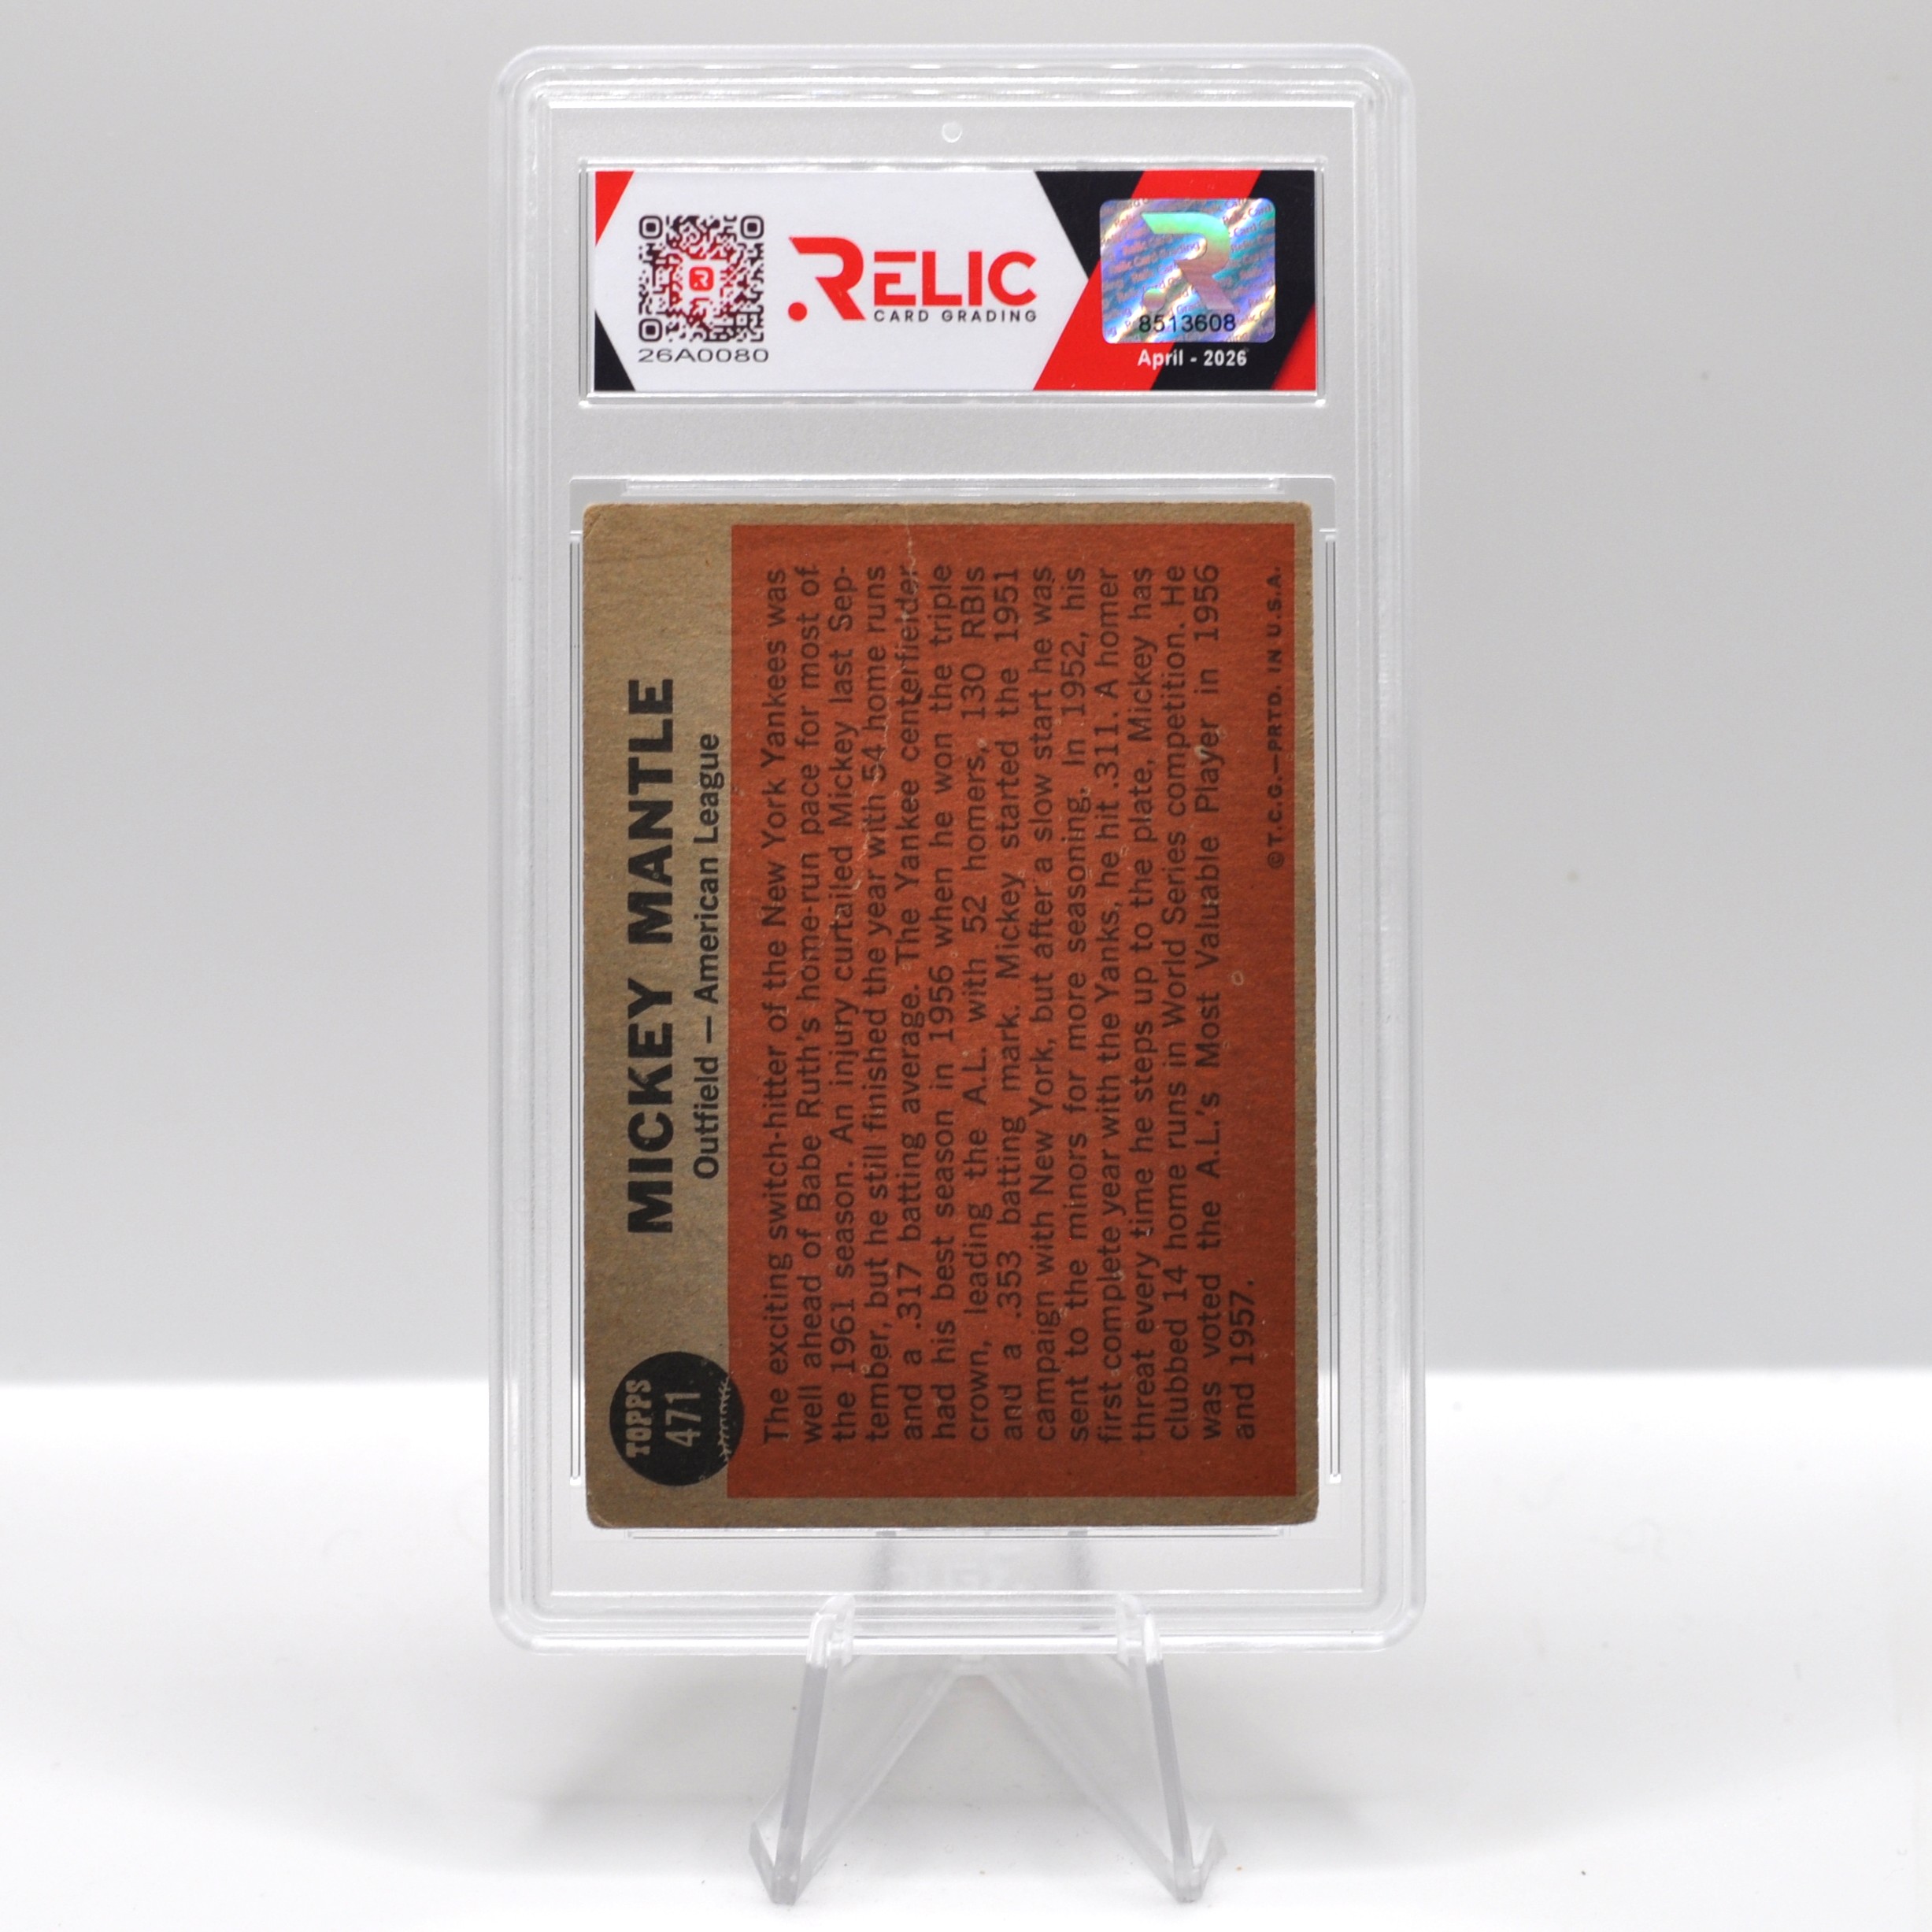 26A0080
RELIC
CARD GRADING
8513608
April - 2026
TOPPS
471
MICKEY MANTLE
Outfield — American League
The exciting switch-hitter of the New York Yankees was
well ahead of Babe Ruth's home-run pace for most of
the 1961 season. An injury curtailed Mickey last Sep-
tember, but he still finished the year with 54 home runs
and a .317 batting average. The Yankee centerfielder
had his best season in 1956 when he won the triple
crown, leading the A.L. with 52 homers, 130 RBIs
and a .353 batting mark. Mickey started the 1951
campaign with New York, but after a slow start he was
sent to the minors for more seasoning. In 1952, his
first complete year with the Yanks, he hit .311. A homer
threat every time he steps up to the plate, Mickey has
clubbed 14 home runs in World Series competition. He
was voted the A.L.'s Most Valuable Player in 1956
and 1957.
©T.C.G.—PRTD. IN U.S.A.